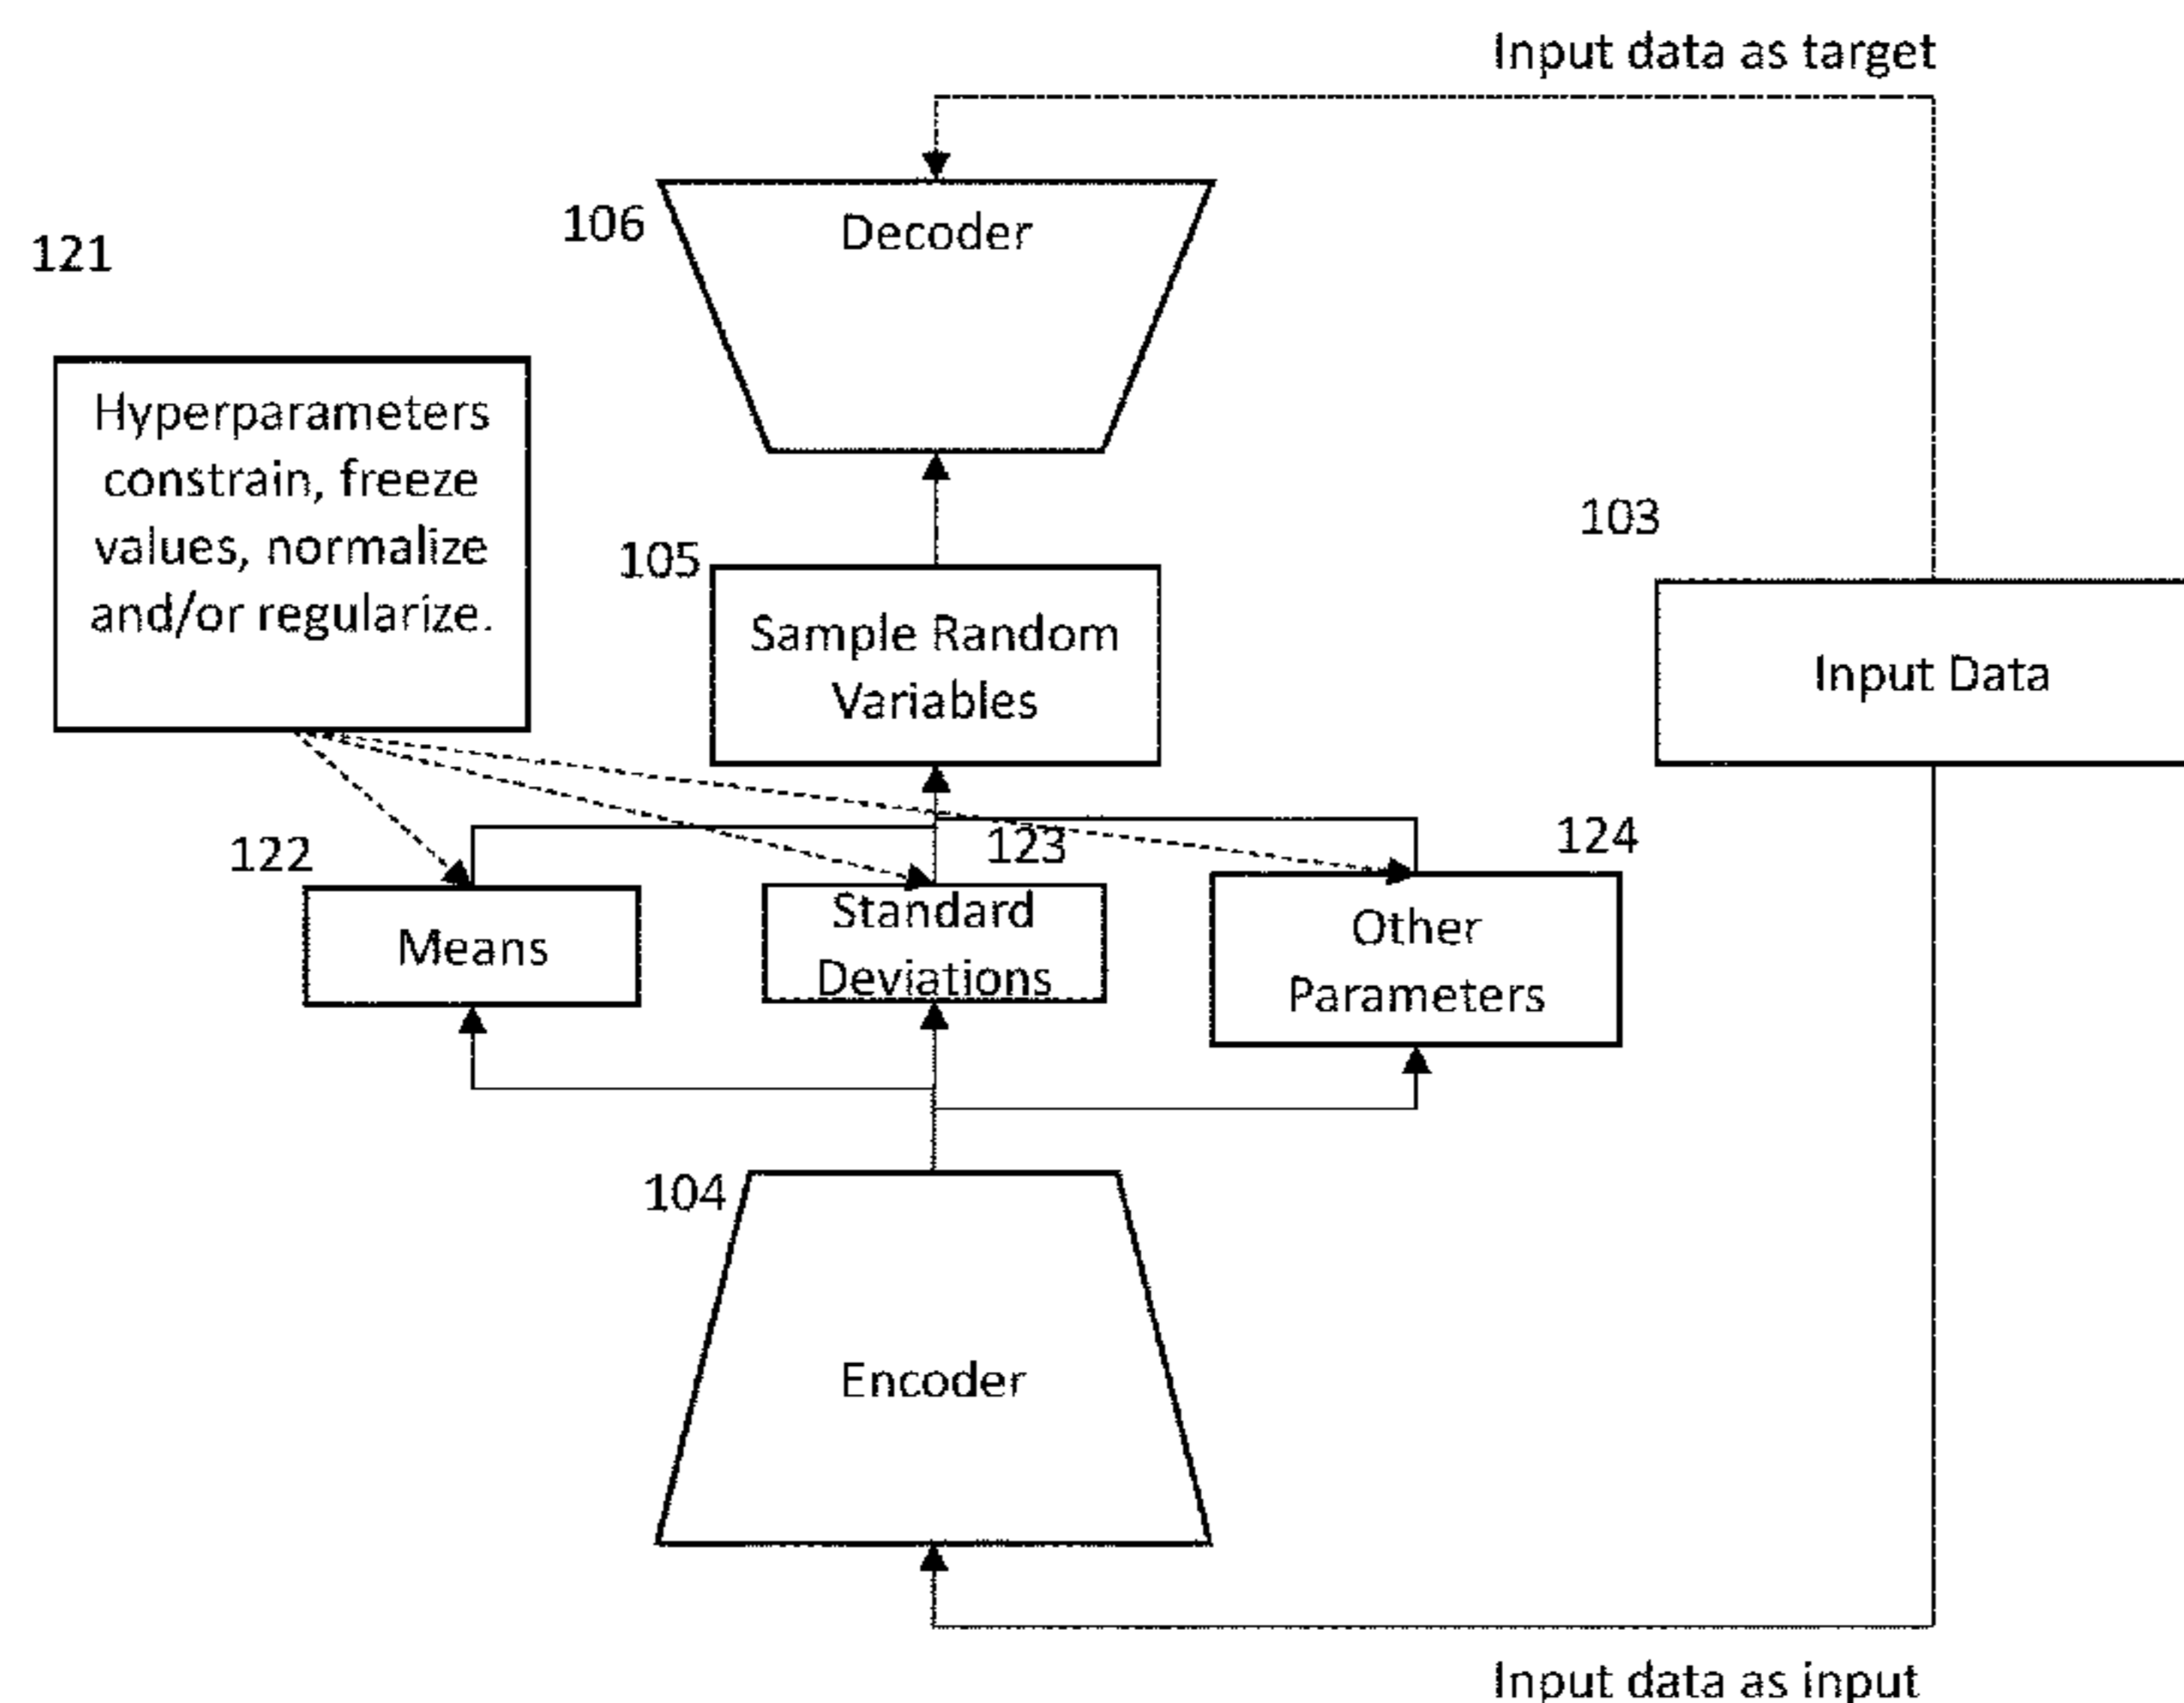 Input data as target
106
Decoder
121
Hyperparameters
constrain, freeze
values, normalize
and/or regularize.
103
105
Sample Random
Variables
Input Data
122
123
124
Means
Standard
Deviations
Other
Parameters
104
Encoder
Input data as input